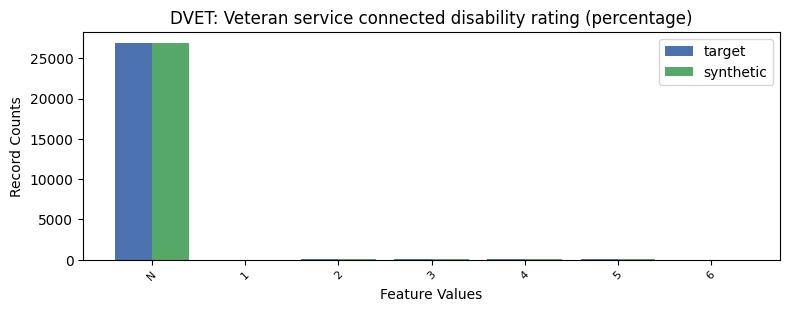 DVET: Veteran service connected disability rating (percentage)
target
synthetic
Record Counts
25000
20000
15000
10000
5000
0
N 1 2 3 4 5 6
Feature Values